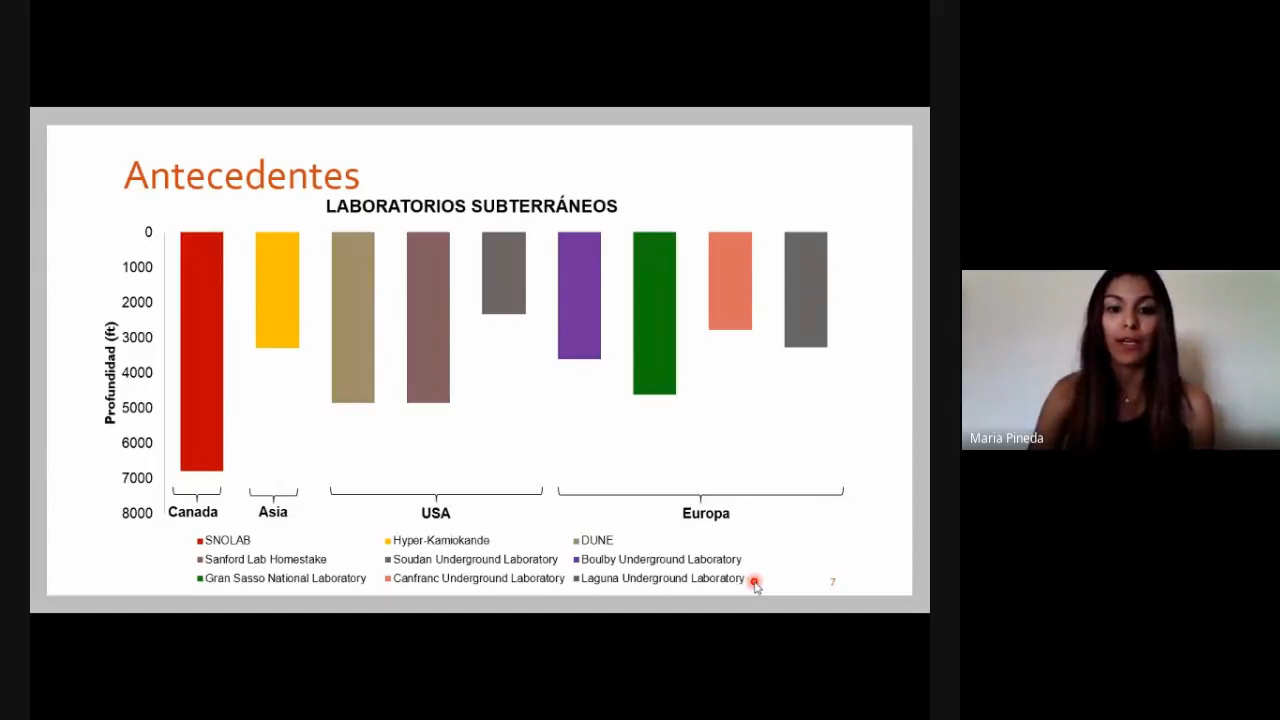 Antecedentes
LABORATORIOS SUBTERRÁNEOS
Profundidad (ft)
0
1000
2000
3000
4000
5000
6000
7000
8000
Canada Asia USA Europa
SNOLAB Hyper-Kamiokande DUNE
Sanford Lab Homestake Soudan Underground Laboratory Boulby Underground Laboratory
Gran Sasso National Laboratory Canfranc Underground Laboratory Laguna Underground Laboratory
7
Maria Pineda